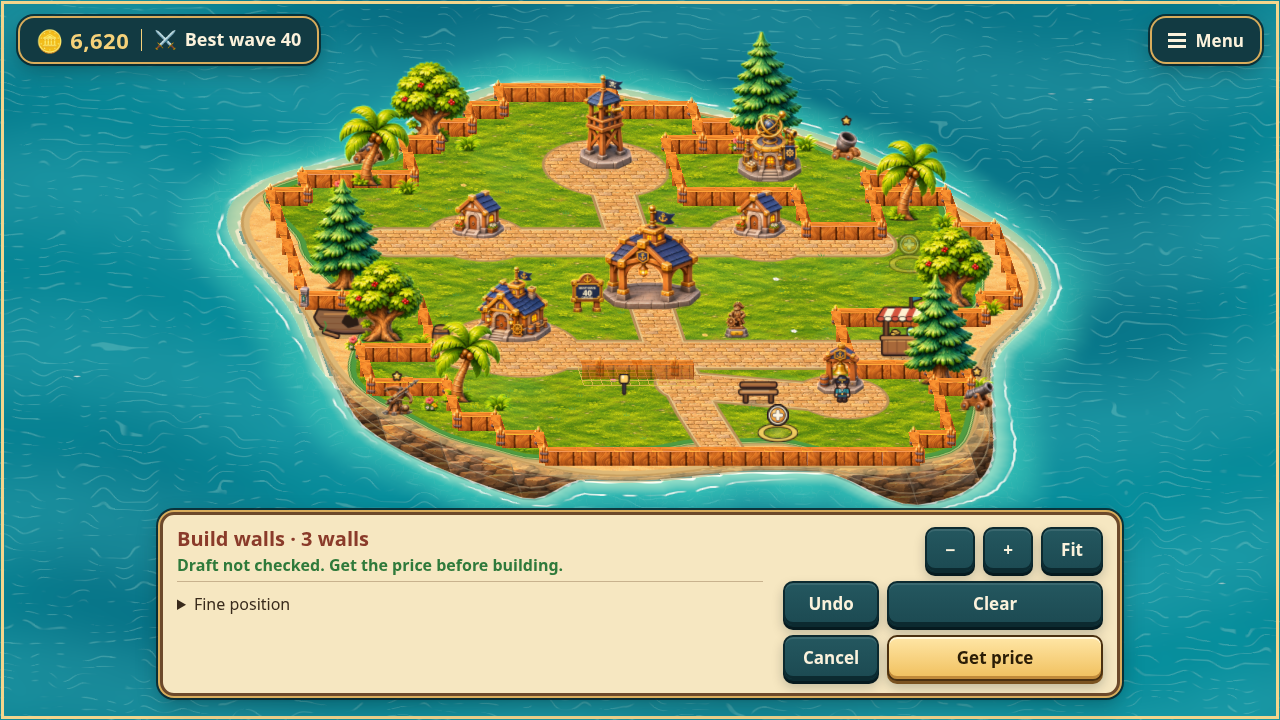 6,620
Best wave 40
Menu
40
Build walls · 3 walls
Draft not checked. Get the price before building.
Fine position
−
+
Fit
Undo
Clear
Cancel
Get price